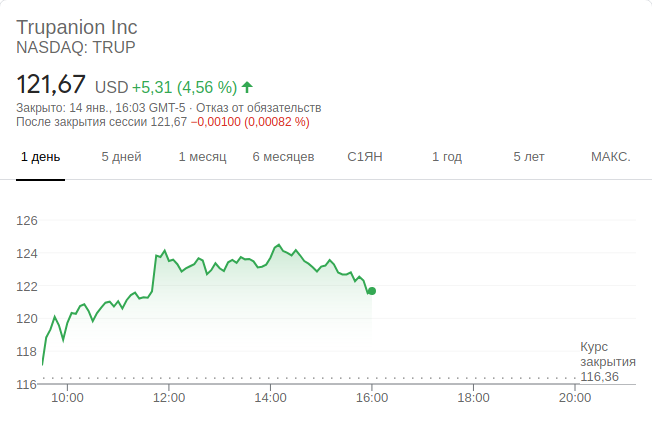 Trupanion Inc
NASDAQ: TRUP
121,67 USD +5,31 (4,56 %)
Закрыто: 14 янв., 16:03 GMT-5 · Отказ от обязательств
После закрытия сессии 121,67 −0,00100 (0,00082 %)
1 день 5 дней 1 месяц 6 месяцев С1ЯН 1 год 5 лет МАКС.
126
124
122
120
118
116
Курс
закрытия
116,36
10:00 12:00 14:00 16:00 18:00 20:00